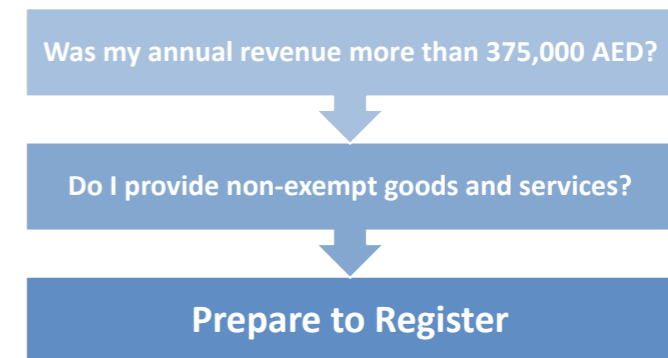 Was my annual revenue more than 375,000 AED?
Do I provide non-exempt goods and services?
Prepare to Register